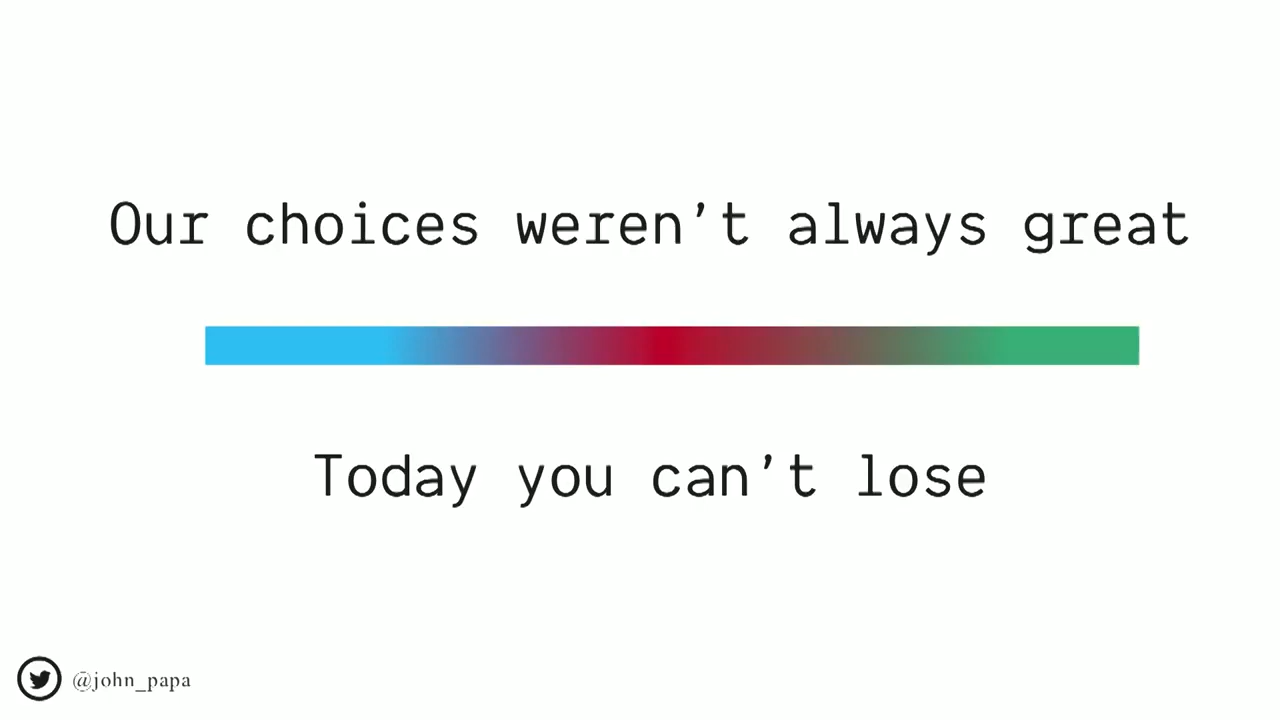 Our choices weren’t always great
Today you can’t lose
@john_papa